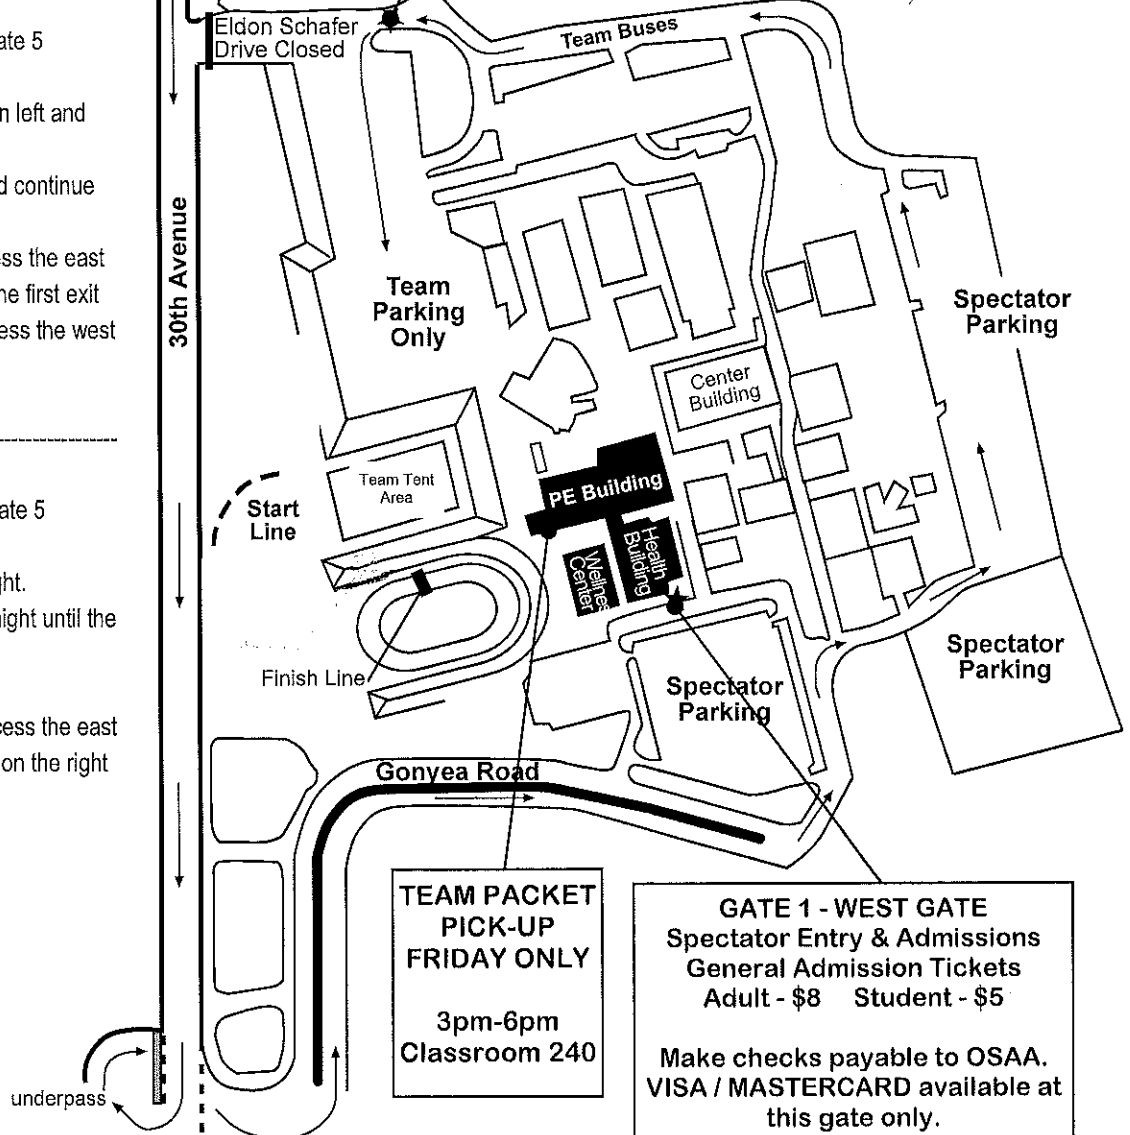 ate 5
n left and
d continue
ss the east
ne first exit
ess the west
ate 5
ght.
ight until the
cess the east
on the right
Eldon Schafer
Drive Closed
Team Buses
30th Avenue
Team
Parking
Only
Spectator
Parking
Center
Building
Team Tent
Area
Start
Line
PE Building
Health
Building
Wellnes
Center
Finish Line
Spectator
Parking
Spectator
Parking
Gonyea Road
underpass
TEAM PACKET
PICK-UP
FRIDAY ONLY
3pm-6pm
Classroom 240
GATE 1 - WEST GATE
Spectator Entry & Admissions
General Admission Tickets
Adult - $8 Student - $5
Make checks payable to OSAA.
VISA / MASTERCARD available at
this gate only.